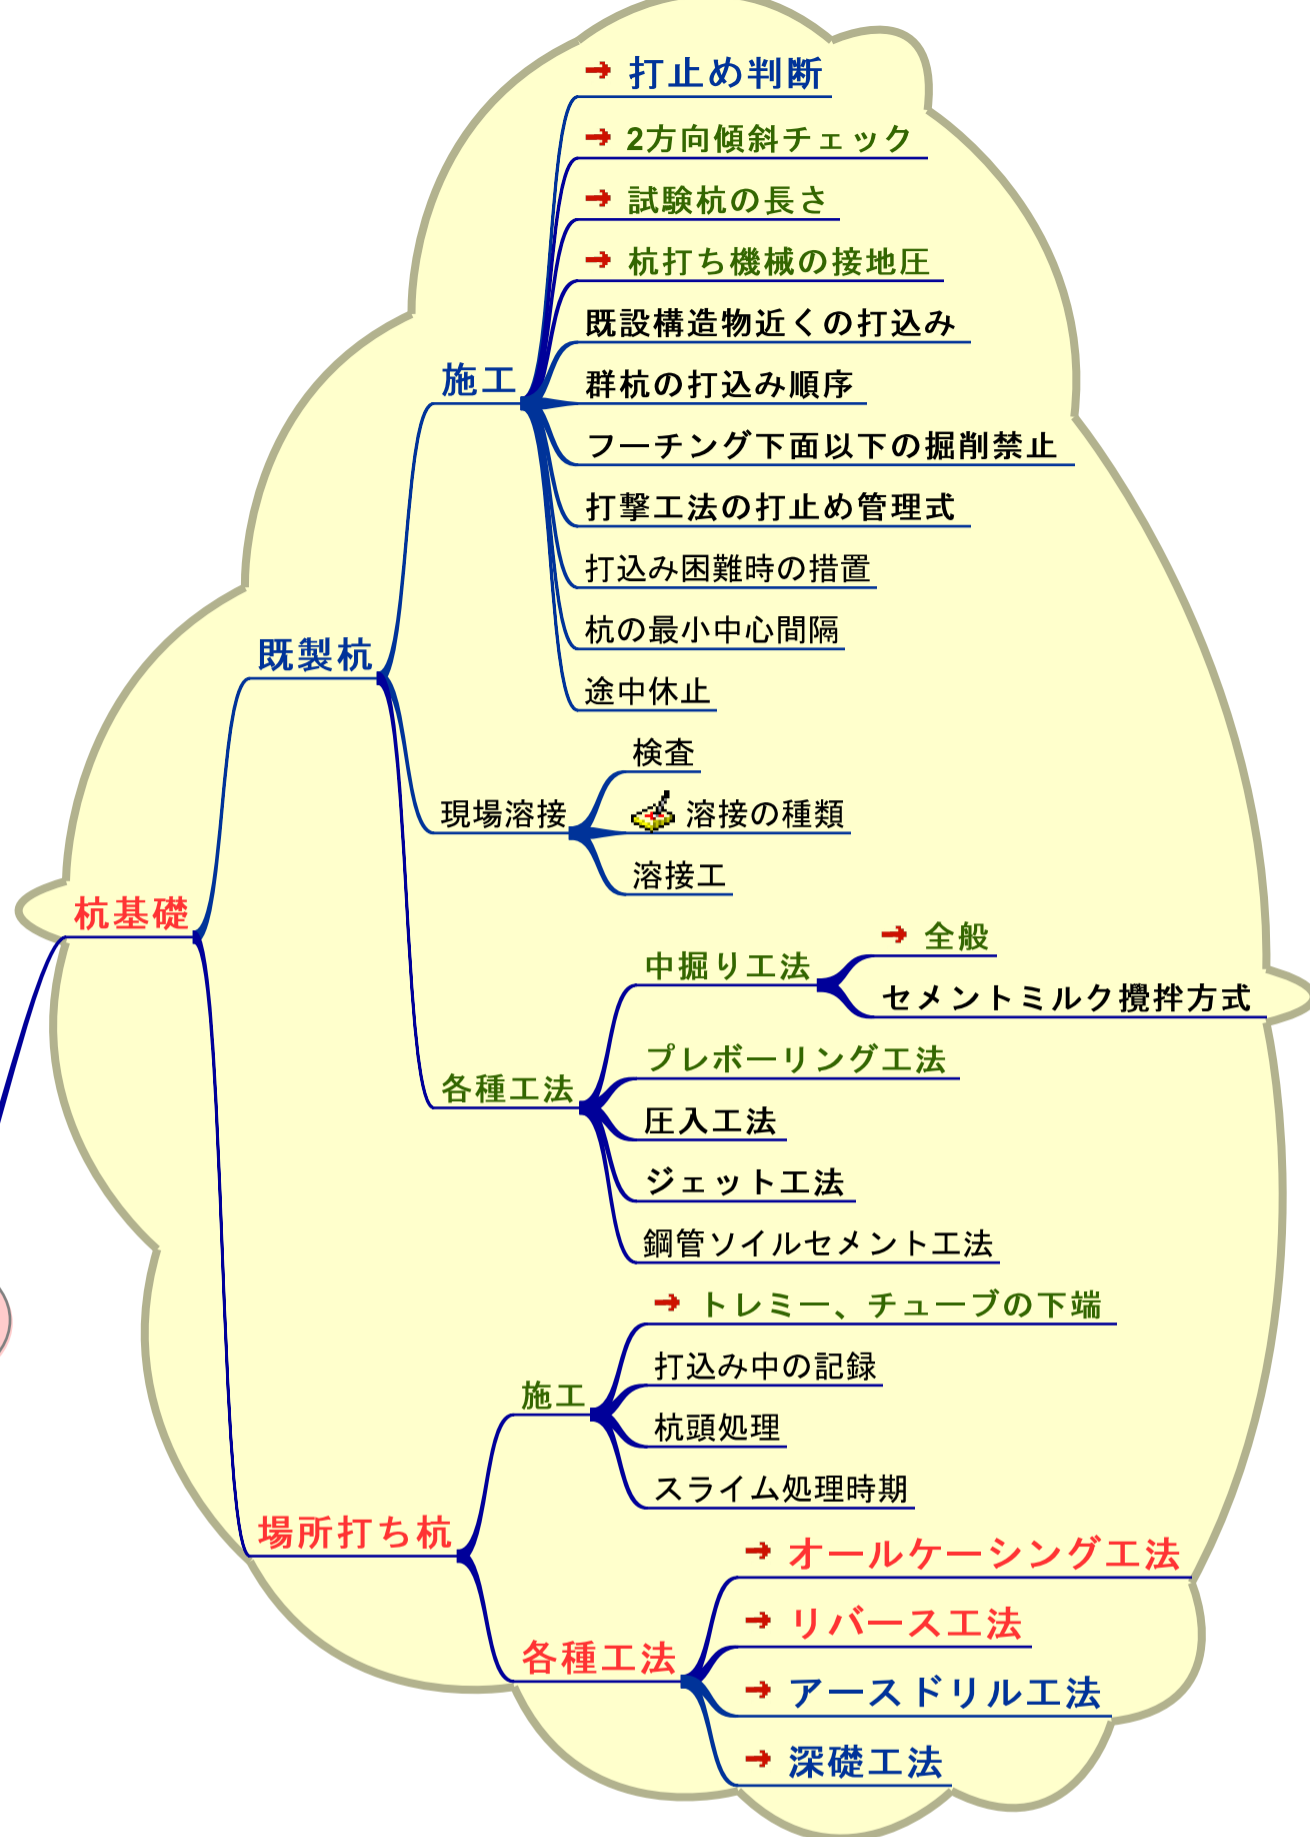 打止め判断
2方向傾斜チェック
試験杭の長さ
杭打ち機械の接地圧
既設構造物近くの打込み
施工
群杭の打込み順序
フーチング下面以下の掘削禁止
打撃工法の打止め管理式
打込み困難時の措置
杭の最小中心間隔
既製杭
途中休止
検査
現場溶接
溶接の種類
溶接工
杭基礎
全般
中掘り工法
セメントミルク攪拌方式
プレボーリング工法
各種工法
圧入工法
ジェット工法
鋼管ソイルセメント工法
トレミー、チューブの下端
打込み中の記録
施工
杭頭処理
スライム処理時期
場所打ち杭
オールケーシング工法
リバース工法
各種工法
アースドリル工法
深礎工法